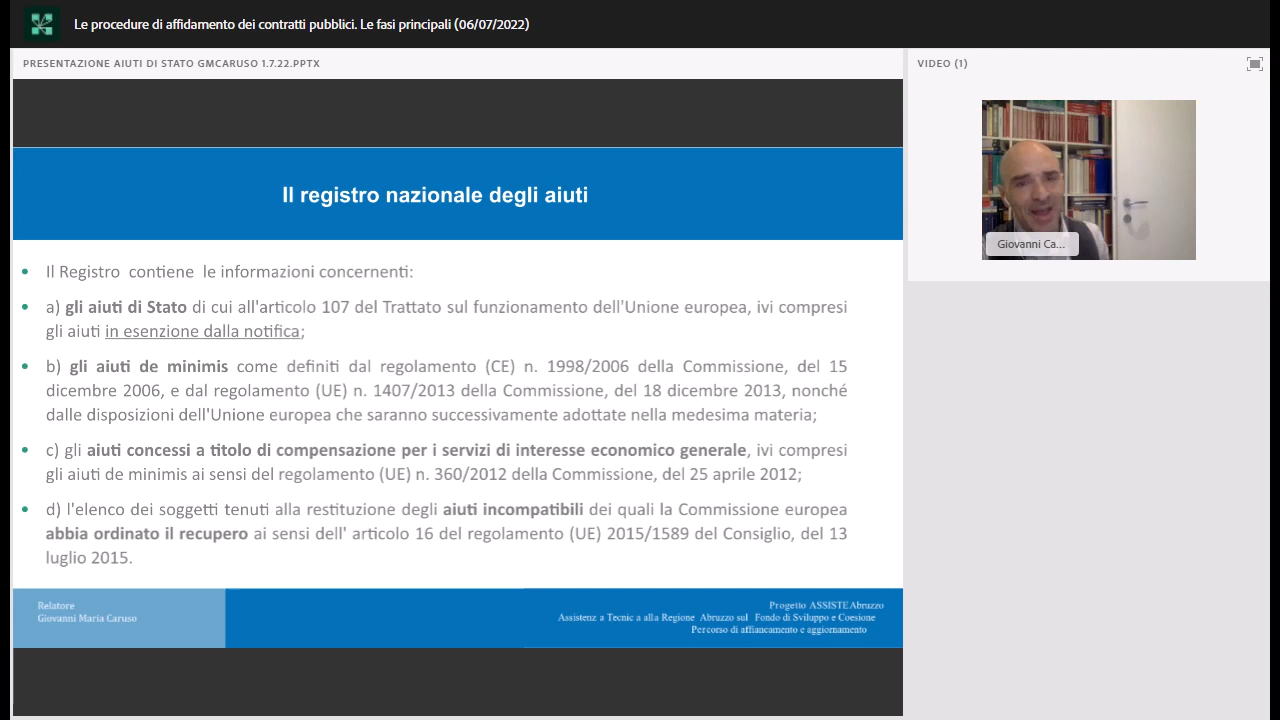 Le procedure di affidamento dei contratti pubblici. Le fasi principali (06/07/2022)
PRESENTAZIONE AIUTI DI STATO GMCARUSO 1.7.22.PPTX
VIDEO (1)
Il registro nazionale degli aiuti
• Il Registro contiene le informazioni concernenti:
• a) gli aiuti di Stato di cui all'articolo 107 del Trattato sul funzionamento dell'Unione europea, ivi compresi
gli aiuti in esenzione dalla notifica;
• b) gli aiuti de minimis come definiti dal regolamento (CE) n. 1998/2006 della Commissione, del 15
dicembre 2006, e dal regolamento (UE) n. 1407/2013 della Commissione, del 18 dicembre 2013, nonché
dalle disposizioni dell'Unione europea che saranno successivamente adottate nella medesima materia;
• c) gli aiuti concessi a titolo di compensazione per i servizi di interesse economico generale, ivi compresi
gli aiuti de minimis ai sensi del regolamento (UE) n. 360/2012 della Commissione, del 25 aprile 2012;
• d) l'elenco dei soggetti tenuti alla restituzione degli aiuti incompatibili dei quali la Commissione europea
abbia ordinato il recupero ai sensi dell' articolo 16 del regolamento (UE) 2015/1589 del Consiglio, del 13
luglio 2015.
Giovanni Ca...
Relatore
Giovanni Maria Caruso
Progetto ASSISTE Abruzzo
Assistenz a Tecnic a alla Regione Abruzzo sul Fondo di Sviluppo e Coesione
Percorso di affiancamento e aggiornamento